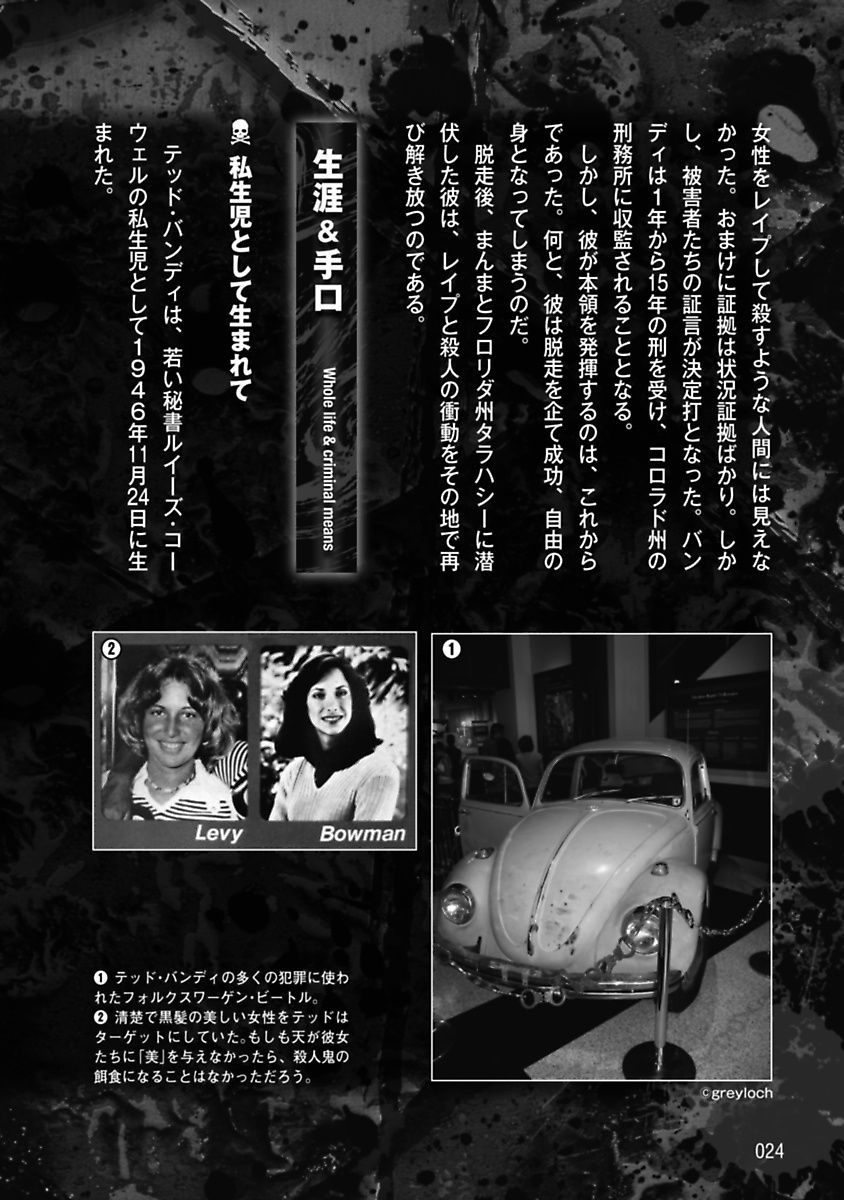 女性をレイプして殺すような人間には見えな
かった。おまけに証拠は状況証拠ばかり。しか
し、被害者たちの証言が決定打となった。バン
ディは1年から15年の刑を受け、コロラド州の
刑務所に収監されることとなる。
しかし、彼が本領を発揮するのは、これから
であった。何と、彼は脱走を企て成功、自由の
身となってしまうのだ。
脱走後、まんまとフロリダ州タラハシーに潜
伏した彼は、レイプと殺人の衝動をその地で再
び解き放つのである。
生涯&手口
Whole life & criminal means
私生児として生まれて
テッド・バンディは、若い秘書ルイーズ・コー
ウェルの私生児として1946年11月24日に生
まれた。
❶
❷
Levy
Bowman
❶ テッド・バンディの多くの犯罪に使わ
れたフォルクスワーゲン・ビートル。
❷ 清楚で黒髪の美しい女性をテッドは
ターゲットにしていた。もしも天が彼女
たちに「美」を与えなかったら、殺人鬼の
餌食になることはなかっただろう。
©greyloch
024